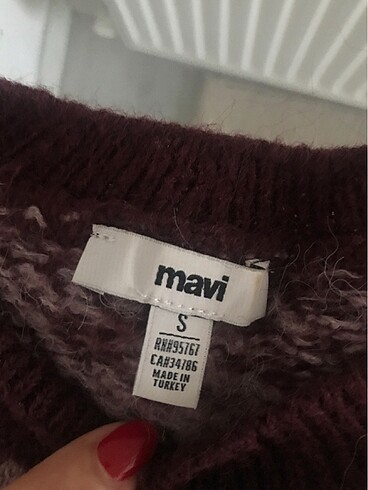 mavi
S
RN#95767
CA#34786
MADE IN
TURKEY